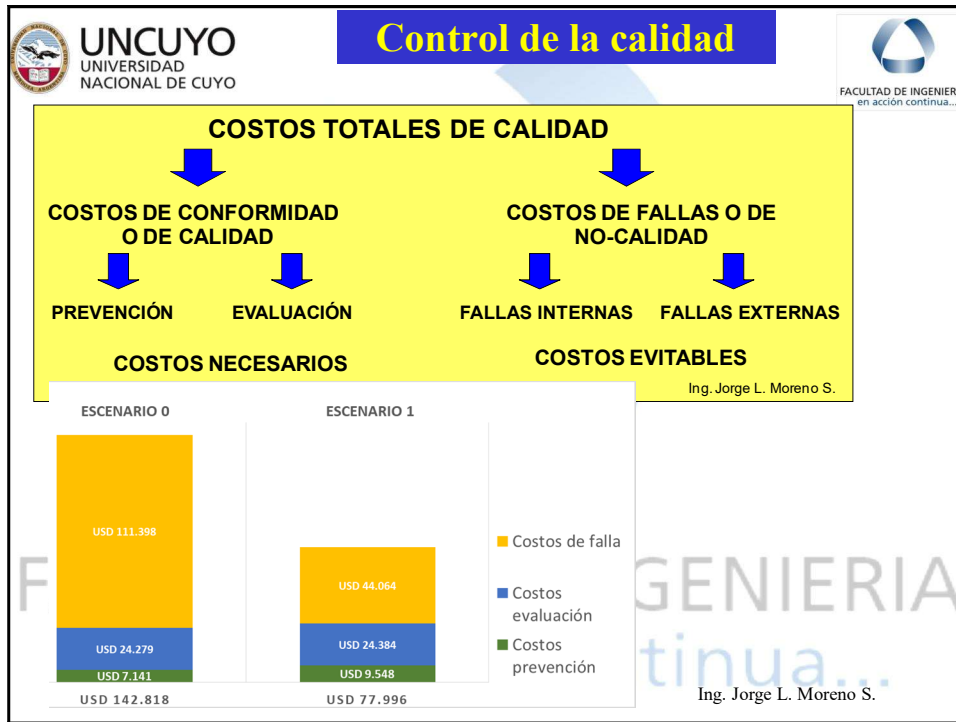 UNCUYO
UNIVERSIDAD
NACIONAL DE CUYO
Control de la calidad
FACULTAD DE INGENIER
en acción continua...
COSTOS TOTALES DE CALIDAD
COSTOS DE CONFORMIDAD
O DE CALIDAD
COSTOS DE FALLAS O DE
NO-CALIDAD
PREVENCIÓN
EVALUACIÓN
FALLAS INTERNAS
FALLAS EXTERNAS
COSTOS NECESARIOS
COSTOS EVITABLES
Ing. Jorge L. Moreno S.
ESCENARIO 0
ESCENARIO 1
USD 111.398
USD 44.064
USD 24.279
USD 24.384
USD 7.141
USD 9.548
USD 142.818
USD 77.996
Costos de falla
Costos
evaluación
Costos
prevención
F
GENIERIA
tinua...
Ing. Jorge L. Moreno S.